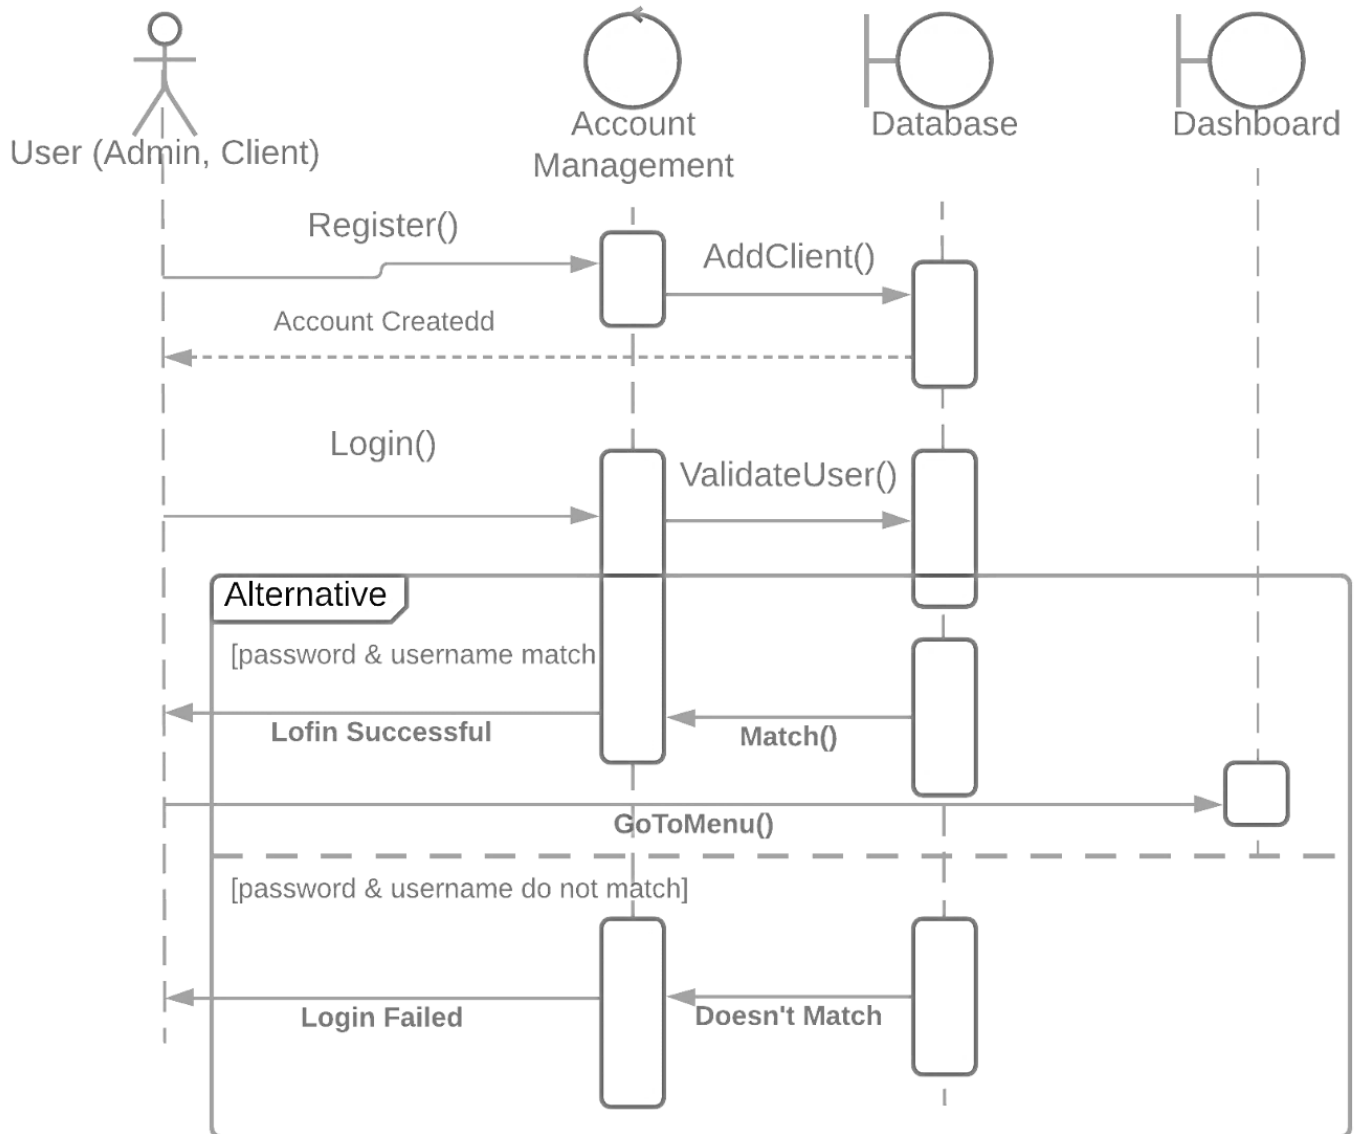 User (Admin, Client)
Account
Management
Database
Dashboard
Register()
AddClient()
Account Createdd
Login()
ValidateUser()
Alternative
[password & username match
Lofin Successful
Match()
GoToMenu()
[password & username do not match]
Login Failed
Doesn't Match